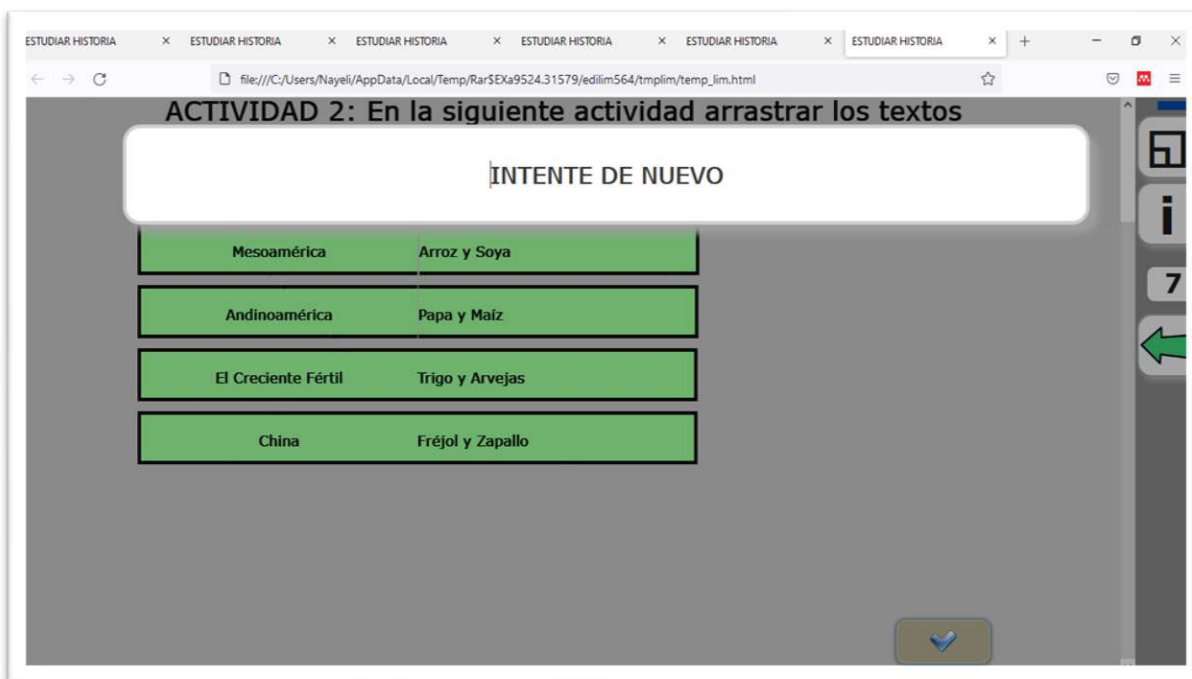 ESTUDIAR HISTORIA ESTUDIAR HISTORIA ESTUDIAR HISTORIA ESTUDIAR HISTORIA ESTUDIAR HISTORIA ESTUDIAR HISTORIA
file:///C:/Users/Nayeli/AppData/Local/Temp/Rar$EXa9524.31579/edilim564/tmplim/temp_lim.html
ACTIVIDAD 2: En la siguiente actividad arrastrar los textos
INTENTE DE NUEVO
i
Mesoamérica Arroz y Soya
7
Andinoamérica Papa y Maíz
El Creciente Fértil Trigo y Arvejas
China Fréjol y Zapallo